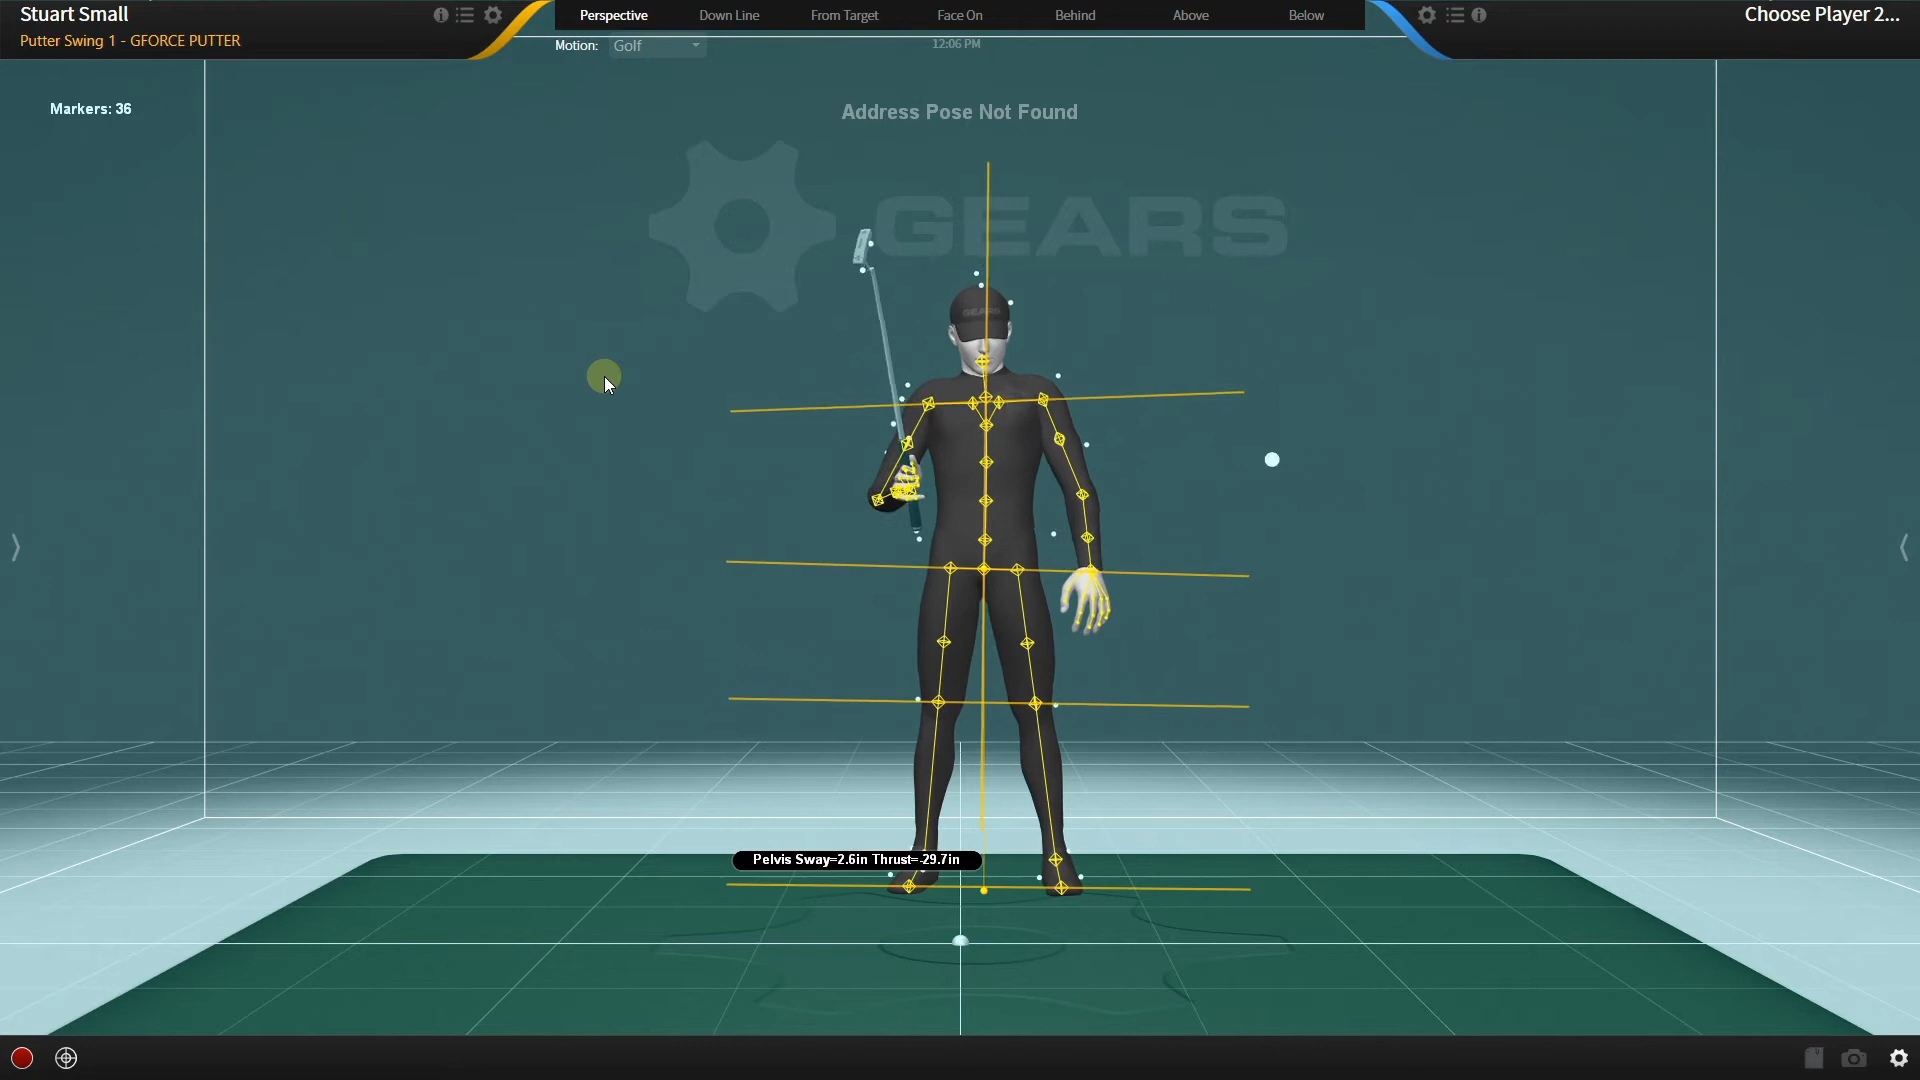 Stuart Small
Putter Swing 1 - GFORCE PUTTER
Perspective
Down Line
From Target
Face On
Behind
Above
Below
Choose Player 2...
Motion:
Golf
12:06 PM
Markers: 36
Address Pose Not Found
GEARS
GEARS
Pelvis Sway=2.6in Thrust=-29.7in